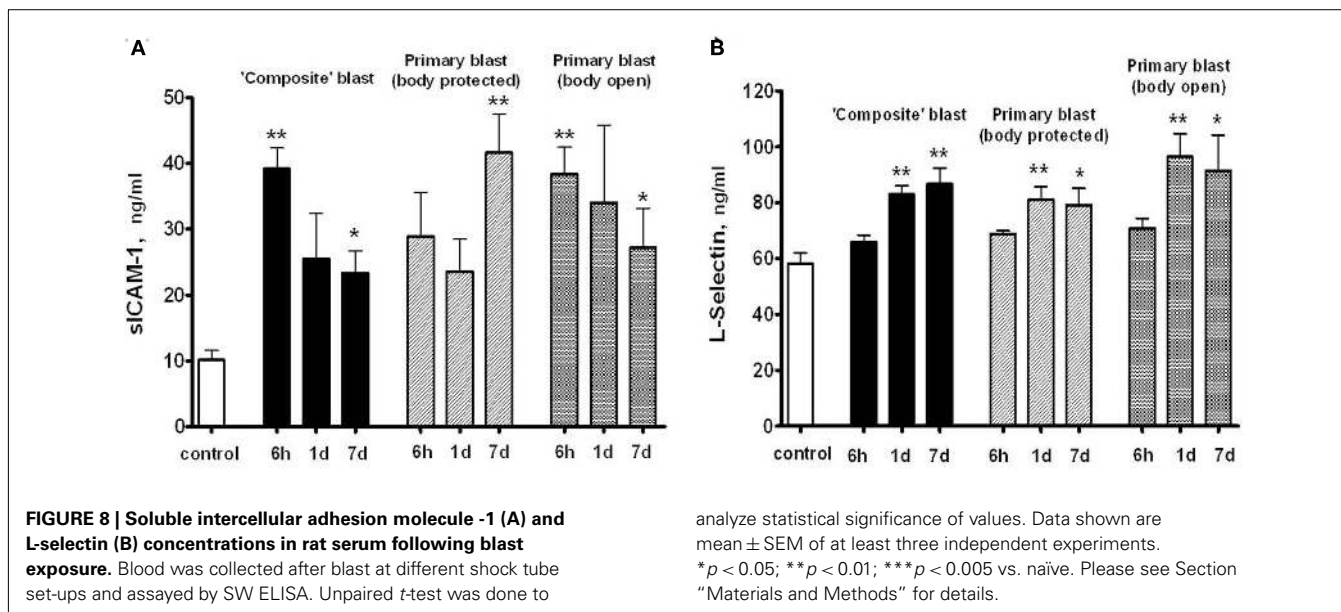 A
'Composite' blast
Primary blast
(body protected)
Primary blast
(body open)
sICAM-1, ng/ml
50
40
30
20
10
0
**
*
**
**
*
control 6h 1d 7d 6h 1d 7d 6h 1d 7d
B
'Composite' blast
Primary blast
(body protected)
Primary blast
(body open)
L-Selectin, ng/ml
120
100
80
60
40
20
0
**
**
**
*
**
*
control 6h 1d 7d 6h 1d 7d 6h 1d 7d
FIGURE 8 | Soluble intercellular adhesion molecule -1 (A) and
L-selectin (B) concentrations in rat serum following blast
exposure. Blood was collected after blast at different shock tube
set-ups and assayed by SW ELISA. Unpaired t-test was done to
analyze statistical significance of values. Data shown are
mean ± SEM of at least three independent experiments.
*p < 0.05; **p < 0.01; ***p < 0.005 vs. naïve. Please see Section
"Materials and Methods" for details.